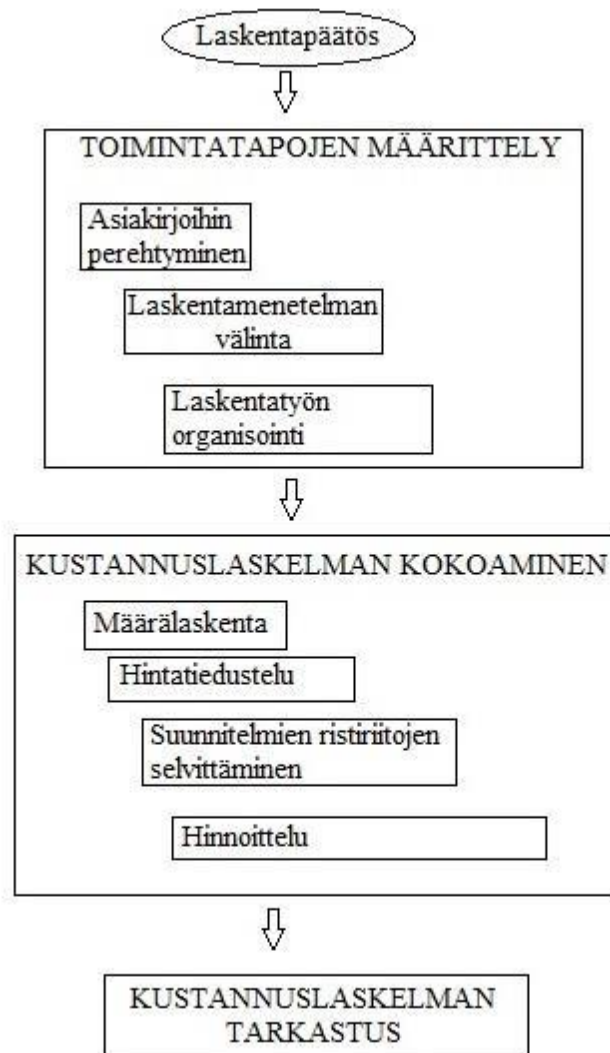 Laskentapäätös
TOIMINTATAPOJEN MÄÄRITTELY
Asiakirjoihin
perehtyminen
Laskentamenetelman
välinta
Laskentatyön
organisointi
KUSTANNUSLASKELMAN KOKOAMINEN
Määrälaskenta
Hintatiedustelu
Suunnitelmien ristiriitojen
selvittäminen
Hinnoittelu
KUSTANNUSLASKELMAN
TARKASTUS